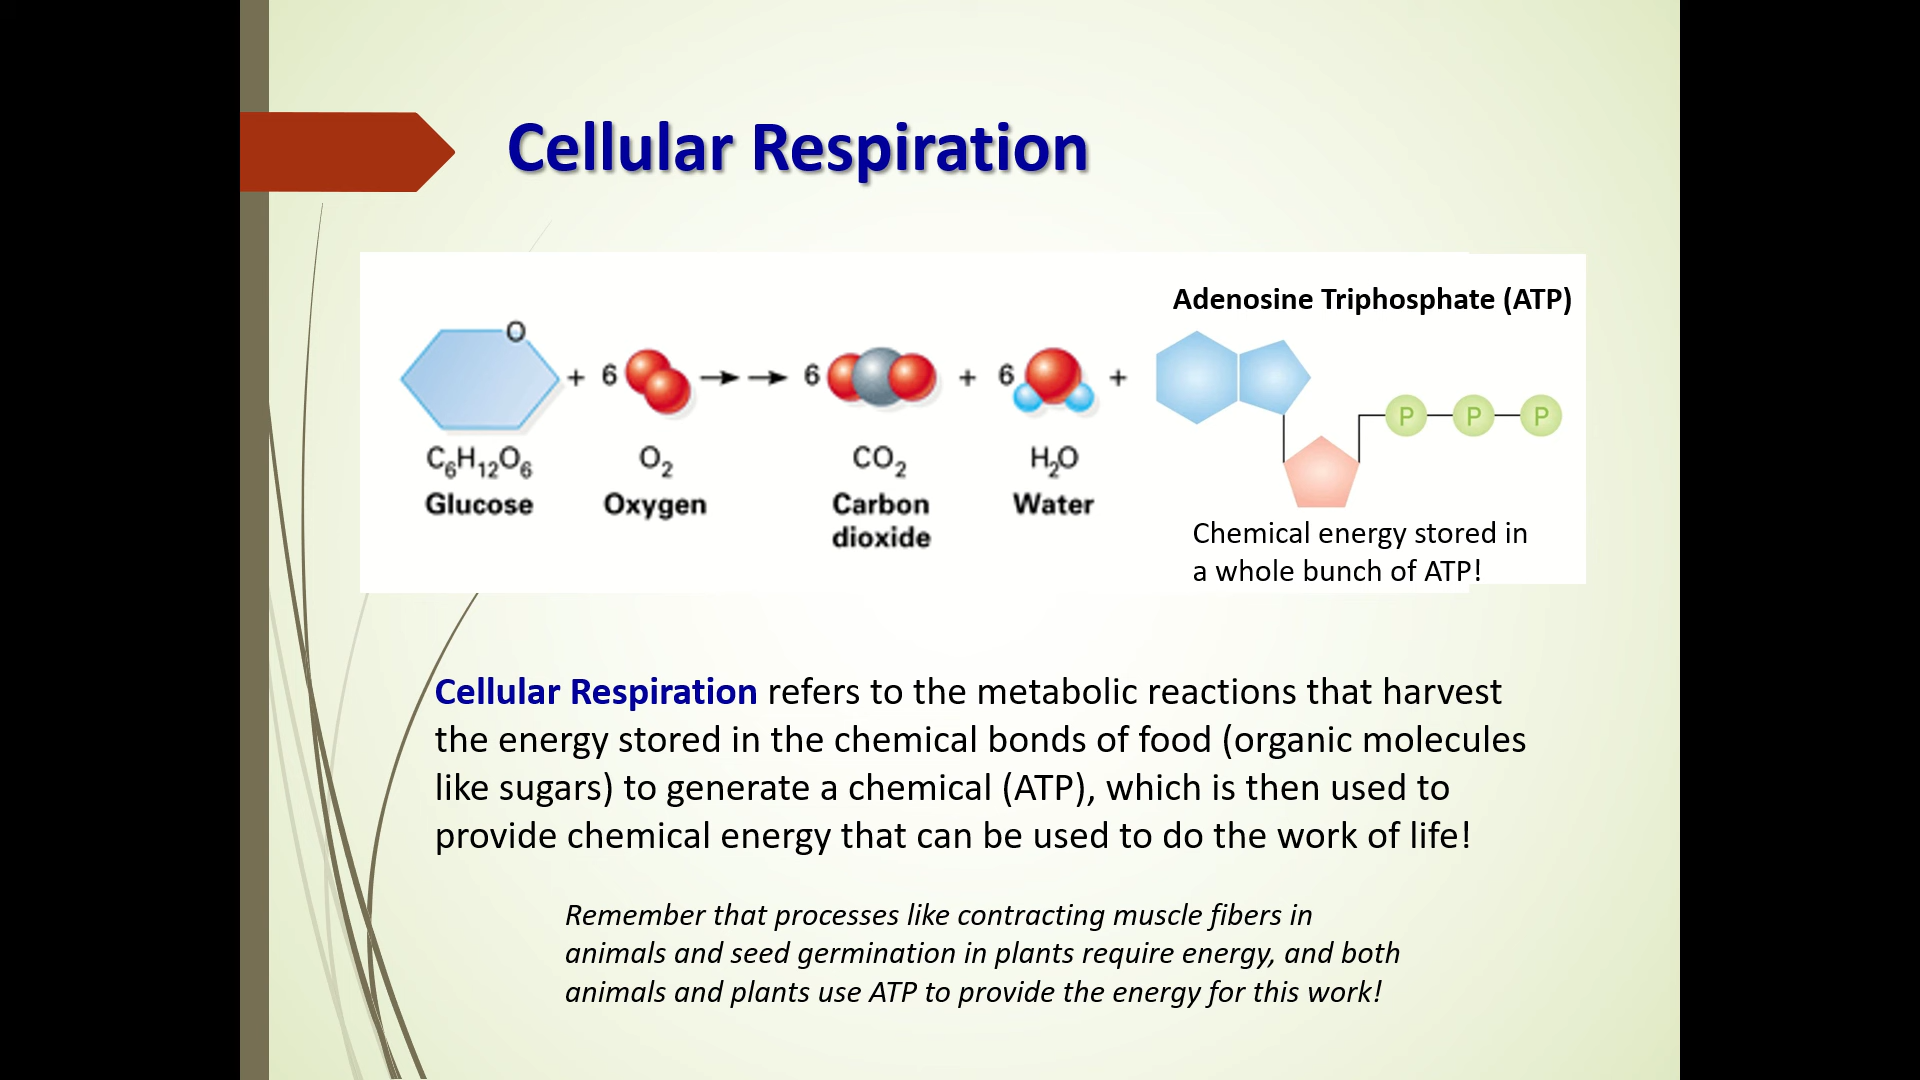 Cellular Respiration
Adenosine Triphosphate (ATP)
O
+ 6 6 + 6 +
P P P
C₆H₁₂O₆ O₂ CO₂ H₂O
Glucose Oxygen Carbon dioxide Water
Chemical energy stored in
a whole bunch of ATP!
Cellular Respiration refers to the metabolic reactions that harvest
the energy stored in the chemical bonds of food (organic molecules
like sugars) to generate a chemical (ATP), which is then used to
provide chemical energy that can be used to do the work of life!
Remember that processes like contracting muscle fibers in
animals and seed germination in plants require energy, and both
animals and plants use ATP to provide the energy for this work!